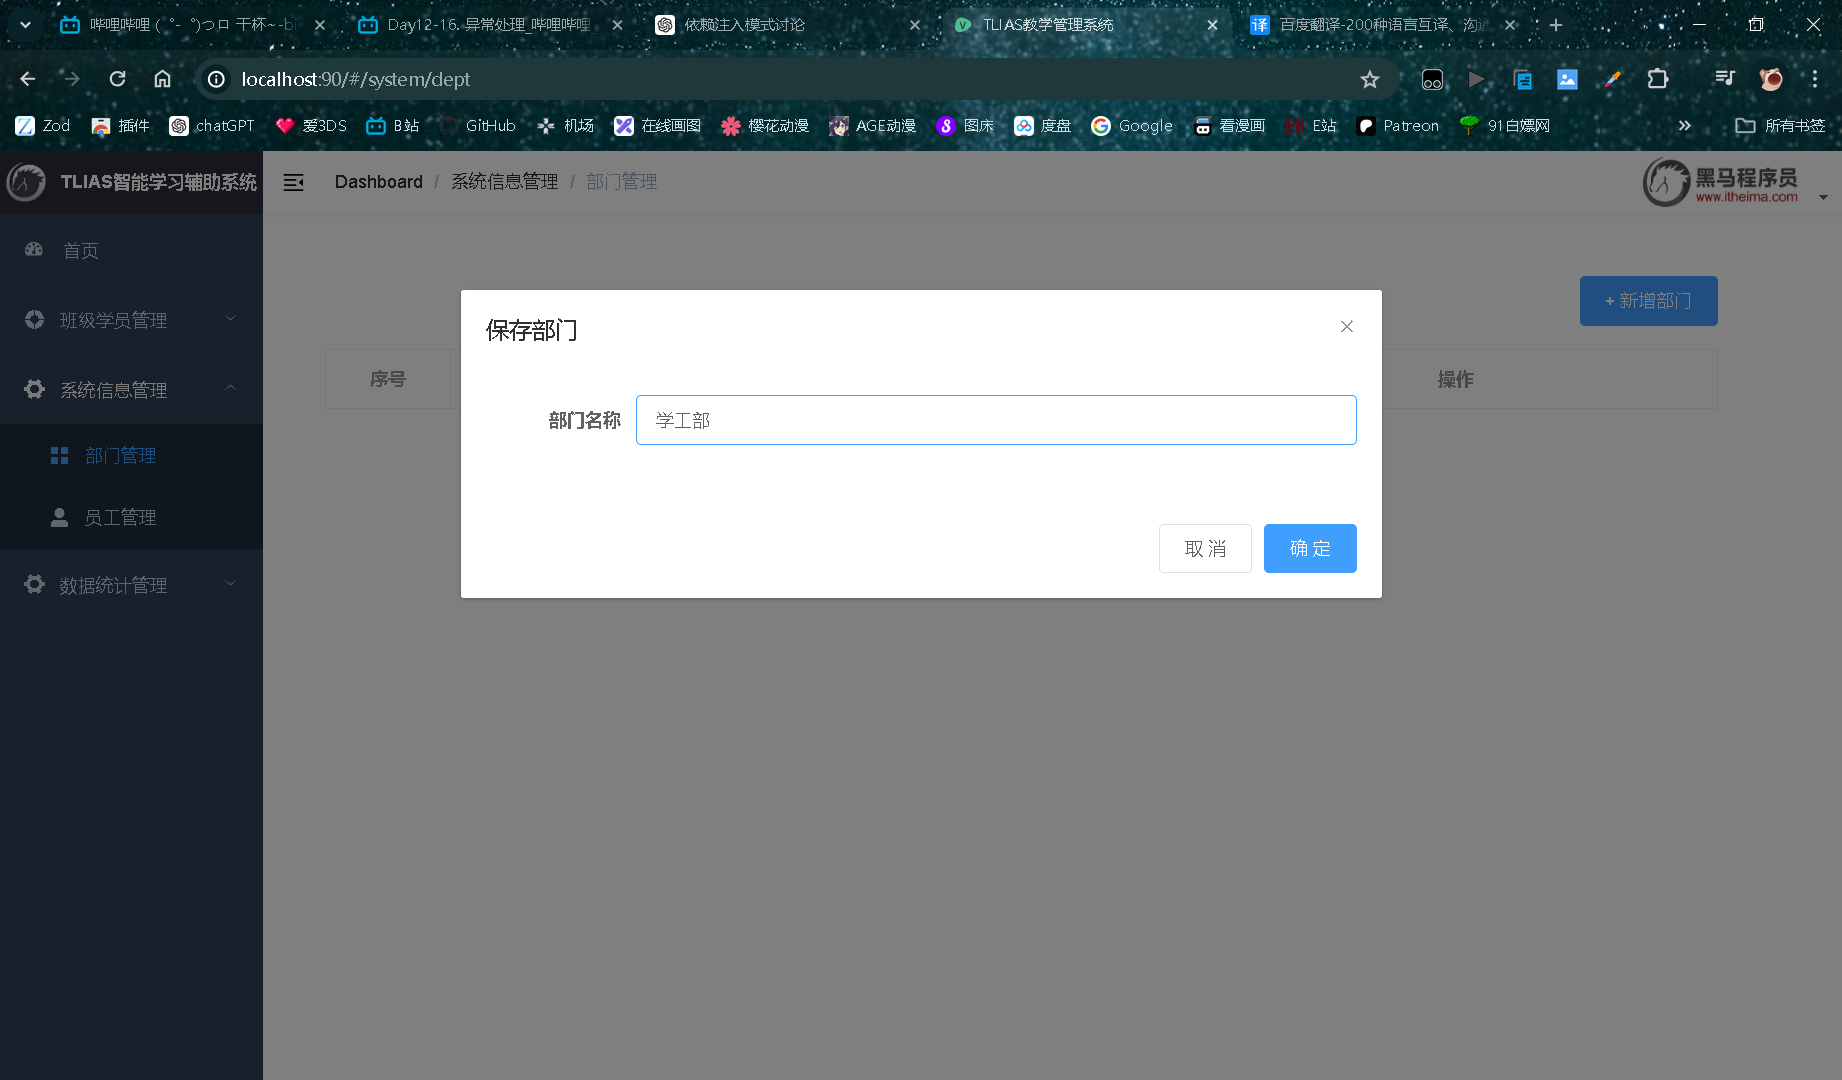 哔哩哔哩 (゜-゜)つロ 干杯~-bi
Day12-16. 异常处理_哔哩哔哩
依赖注入模式讨论
TLIAS教学管理系统
译 百度翻译-200种语言互译、沟通
localhost:90/#/system/dept
Zod
插件
chatGPT
爱3DS
B站
GitHub
机场
在线画图
樱花动漫
AGE动漫
图床
度盘
Google
看漫画
E站
Patreon
91白嫖网
所有书签
TLIAS智能学习辅助系统
Dashboard / 系统信息管理 / 部门管理
黑马程序员
www.itheima.com
首页
班级学员管理
系统信息管理
部门管理
员工管理
数据统计管理
+ 新增部门
序号
操作
保存部门
部门名称
学工部
取 消
确 定